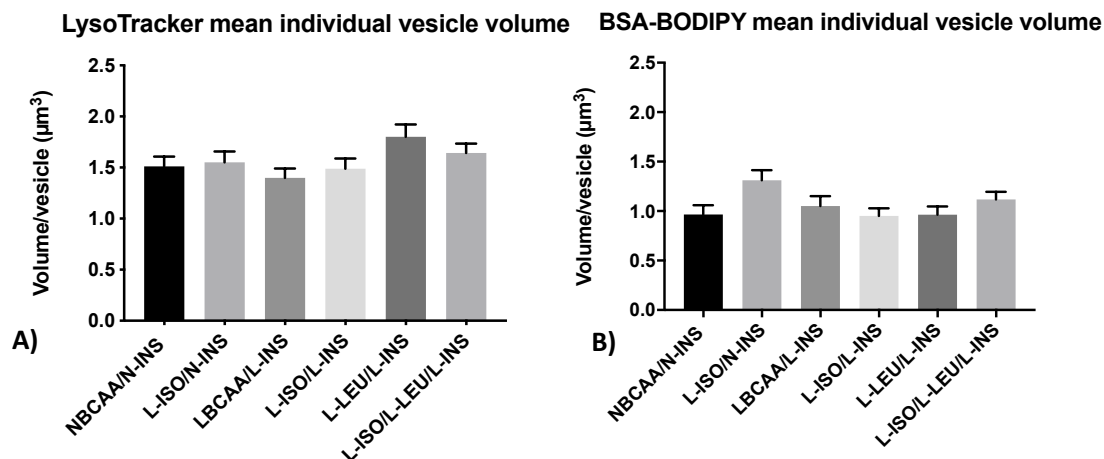 LysoTracker mean individual vesicle volume
Volume/vesicle (µm³)
2.5
2.0
1.5
1.0
0.5
0.0
A)
NBCAA/N-INS
L-ISO/N-INS
LBCAA/L-INS
L-ISO/L-INS
L-LEU/L-INS
L-ISO/L-LEU/L-INS
BSA-BODIPY mean individual vesicle volume
Volume/vesicle (µm³)
2.5
2.0
1.5
1.0
0.5
0.0
B)
NBCAA/N-INS
L-ISO/N-INS
LBCAA/L-INS
L-ISO/L-INS
L-LEU/L-INS
L-ISO/L-LEU/L-INS